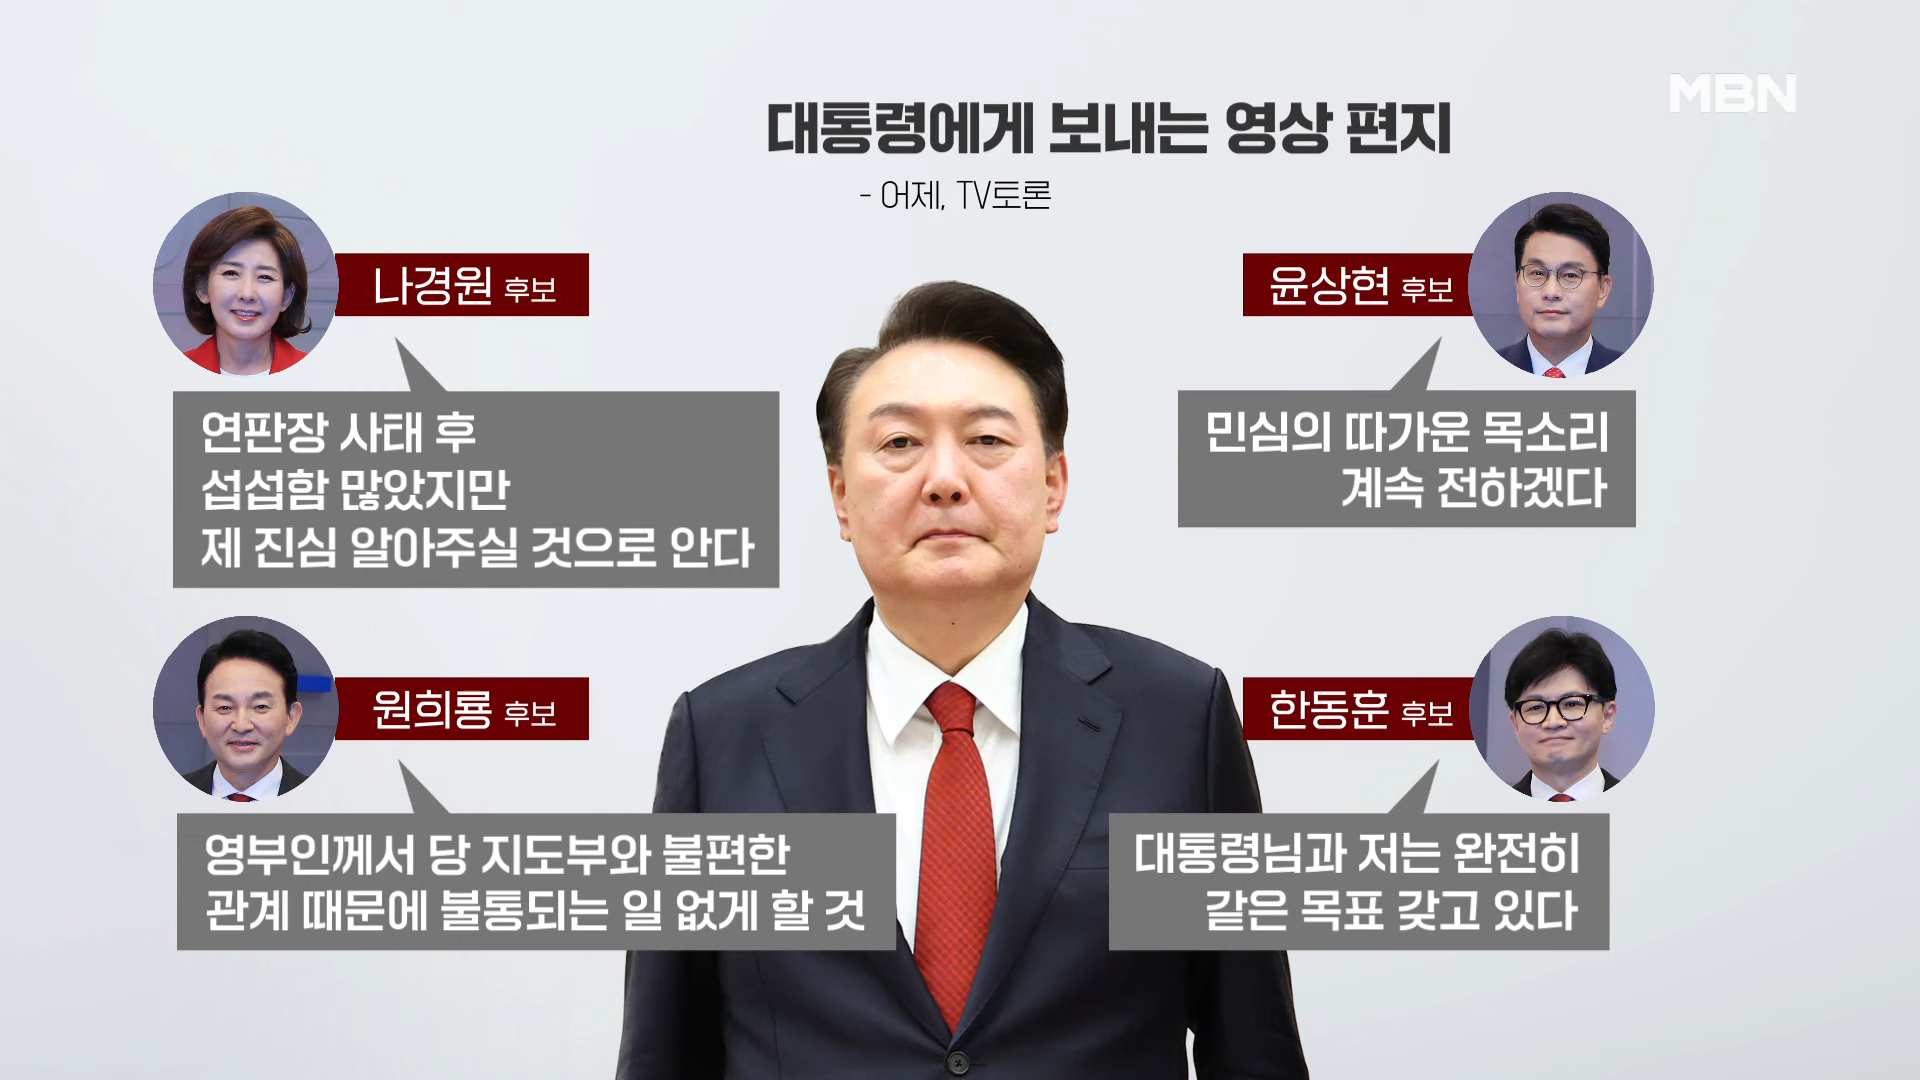 MBN
대통령에게 보내는 영상 편지
- 어제, TV토론
나경원 후보
연판장 사태 후
섭섭함 많았지만
제 진심 알아주실 것으로 안다
윤상현 후보
민심의 따가운 목소리
계속 전하겠다
원희룡 후보
영부인께서 당 지도부와 불편한
관계 때문에 불통되는 일 없게 할 것
한동훈 후보
대통령님과 저는 완전히
같은 목표 갖고 있다